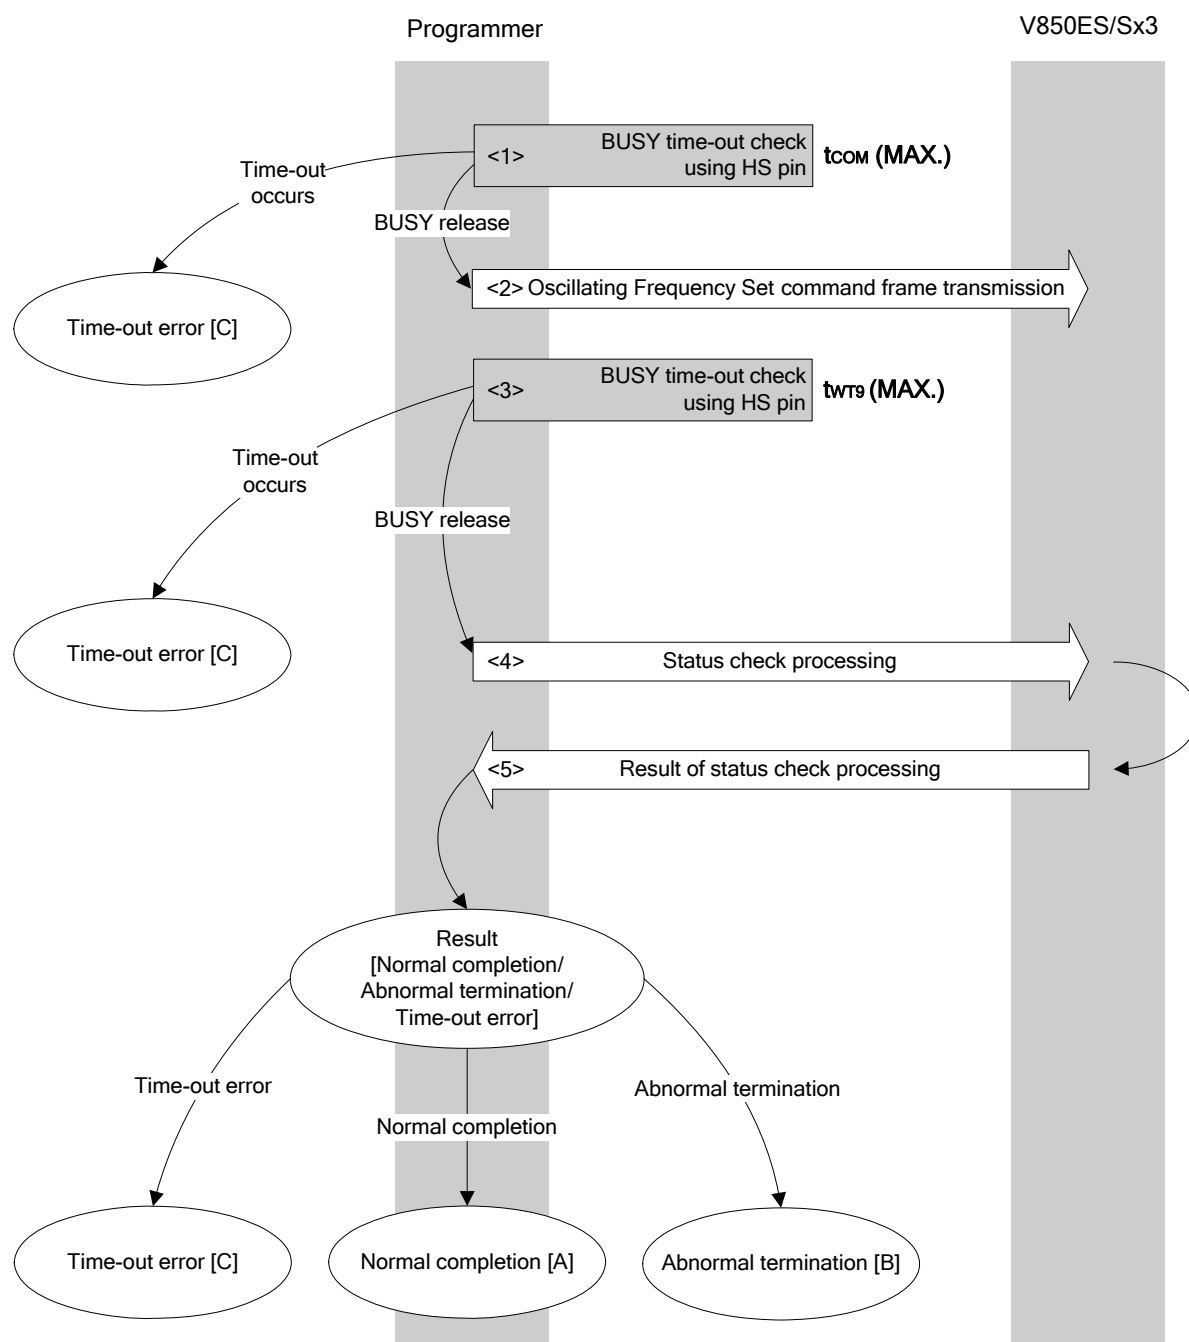 Programmer
V850ES/Sx3
<1>
BUSY time-out check
using HS pin
tCOM (MAX.)
Time-out
occurs
BUSY release
<2> Oscillating Frequency Set command frame transmission
Time-out error [C]
<3>
BUSY time-out check
using HS pin
tWT9 (MAX.)
Time-out
occurs
BUSY release
Time-out error [C]
<4>
Status check processing
<5>
Result of status check processing
Result
[Normal completion/
Abnormal termination/
Time-out error]
Time-out error
Abnormal termination
Normal completion
Time-out error [C]
Normal completion [A]
Abnormal termination [B]